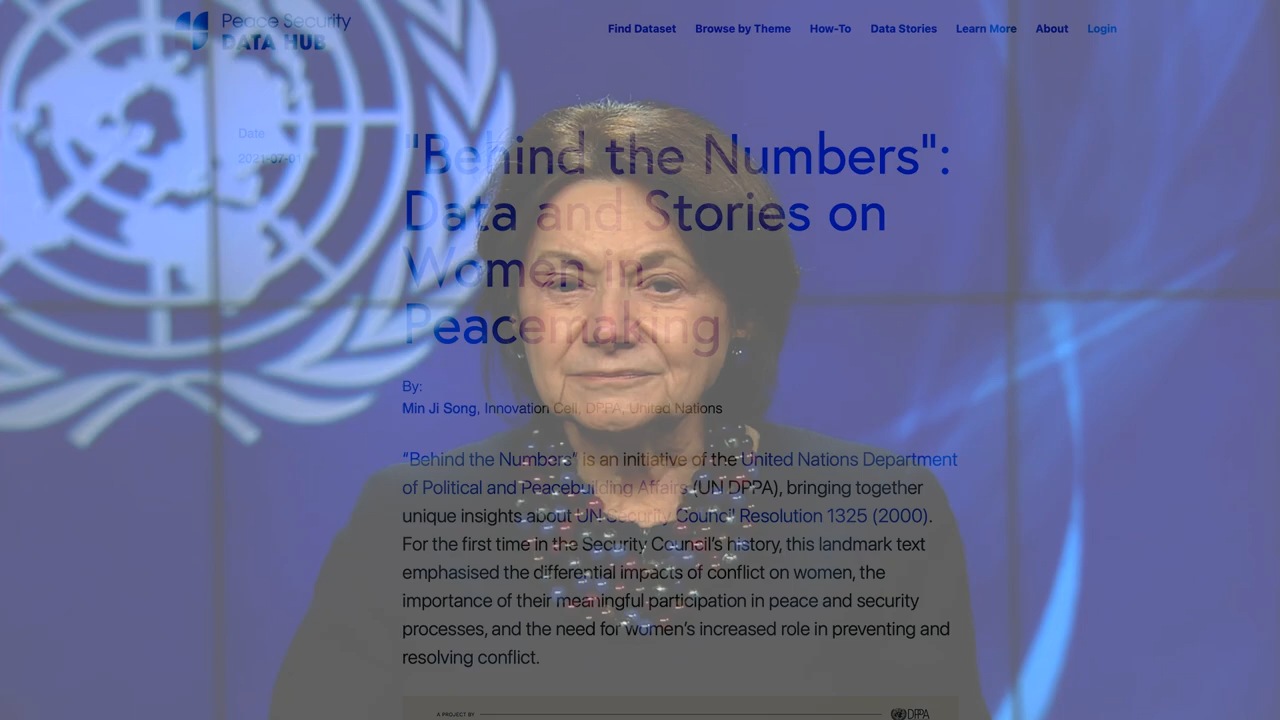 Peace Security
DATA HUB
Find Dataset Browse by Theme How-To Data Stories Learn More About Login
Date
2021-07-01
"Behind the Numbers":
Data and Stories on
Women in
Peacemaking
By:
Min Ji Song, Innovation Cell, DPPA, United Nations
“Behind the Numbers” is an initiative of the United Nations Department
of Political and Peacebuilding Affairs (UN DPPA), bringing together
unique insights about UN Security Council Resolution 1325 (2000).
For the first time in the Security Council’s history, this landmark text
emphasised the differential impacts of conflict on women, the
importance of their meaningful participation in peace and security
processes, and the need for women’s increased role in preventing and
resolving conflict.
A PROJECT BY
DPPA